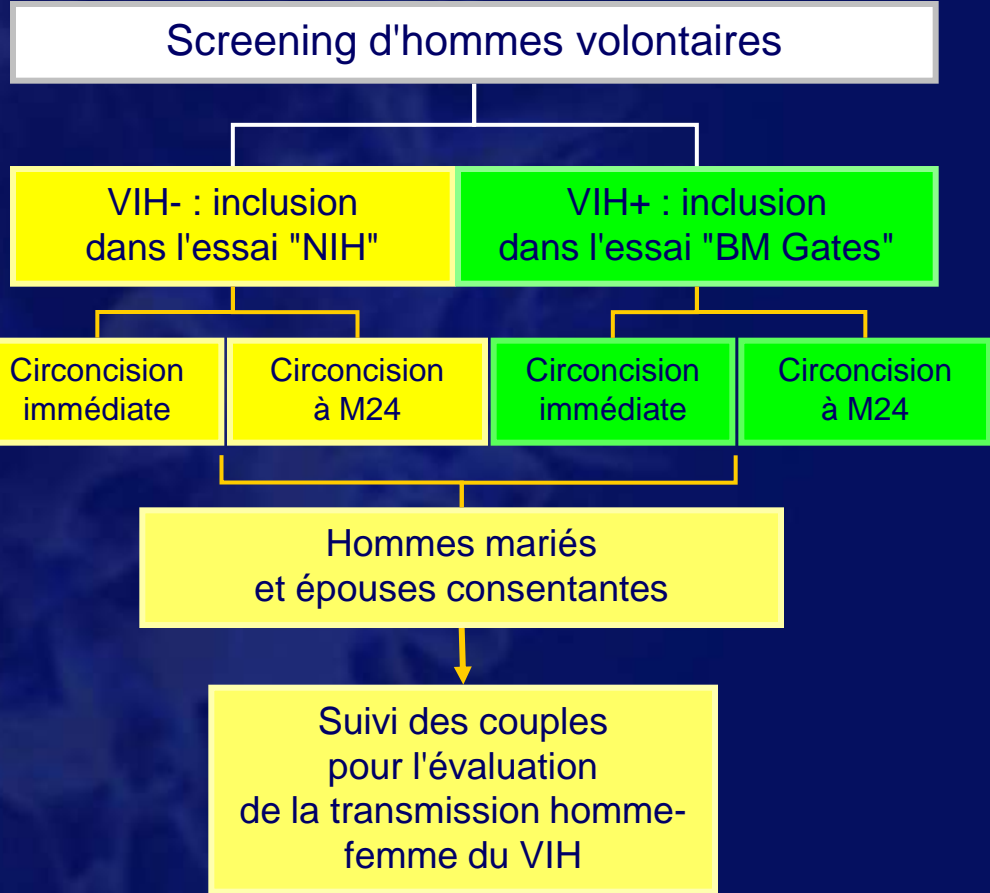 Screening d'hommes volontaires
VIH- : inclusion
dans l'essai "NIH"
VIH+ : inclusion
dans l'essai "BM Gates"
Circoncision
immédiate
Circoncision
à M24
Circoncision
immédiate
Circoncision
à M24
Hommes mariés
et épouses consentantes
Suivi des couples
pour l'évaluation
de la transmission homme-
femme du VIH